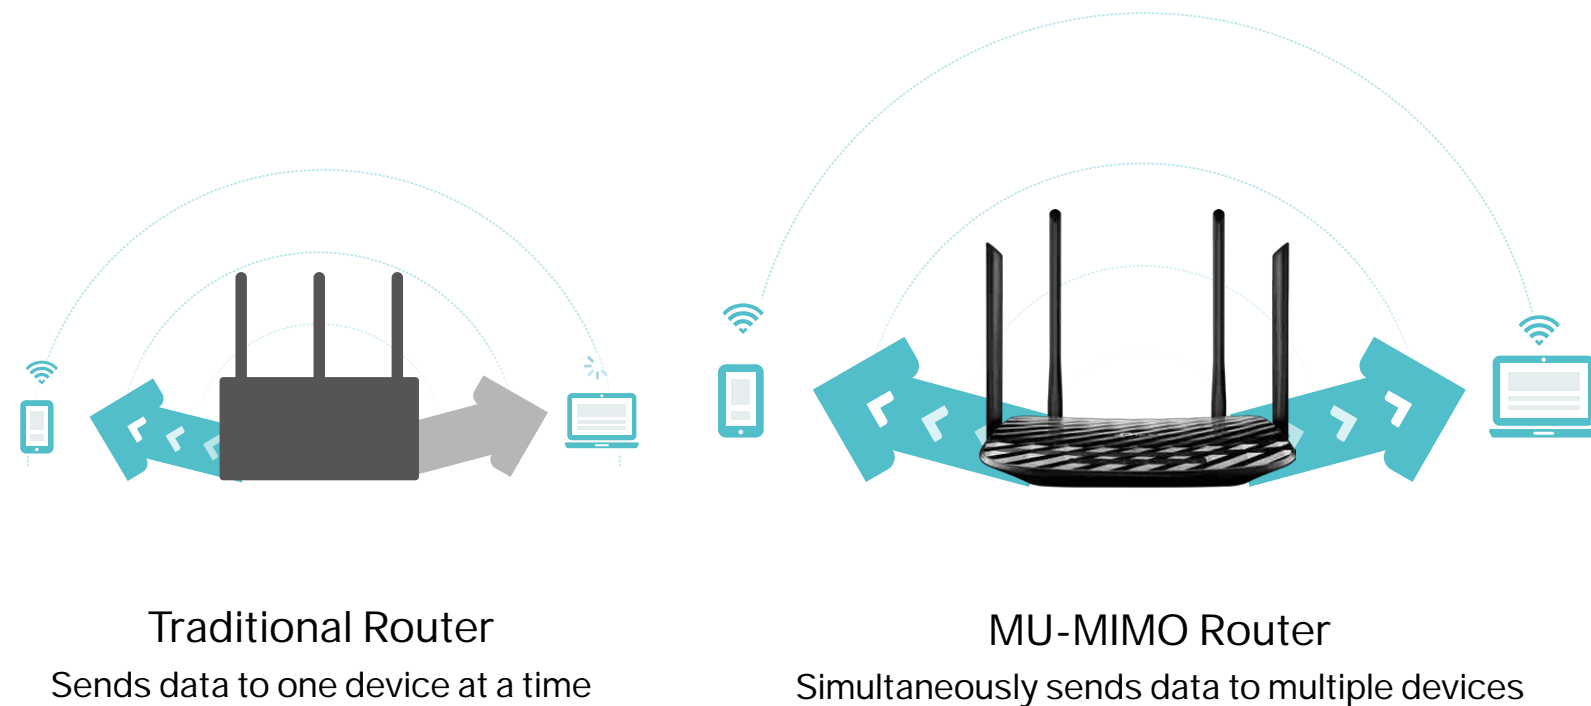 Traditional Router
Sends data to one device at a time
MU-MIMO Router
Simultaneously sends data to multiple devices